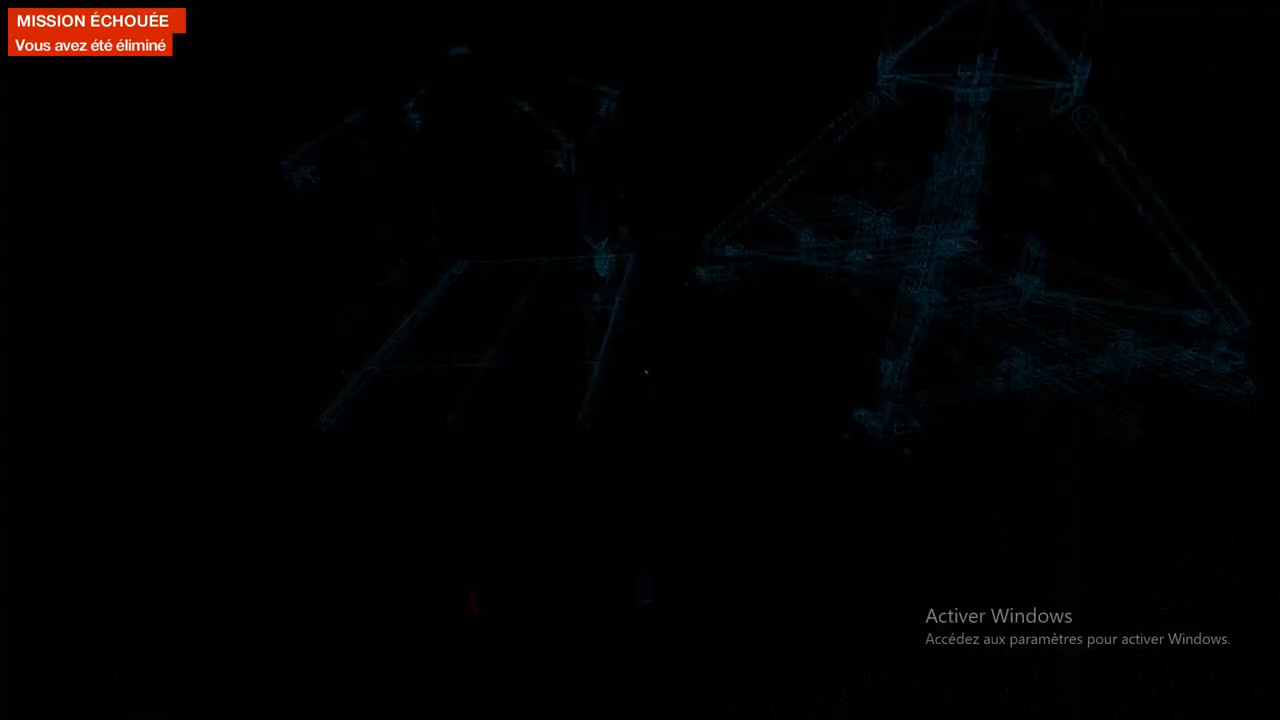 MISSION ÉCHOUÉE
Vous avez été éliminé
Activer Windows
Accédez aux paramètres pour activer Windows.